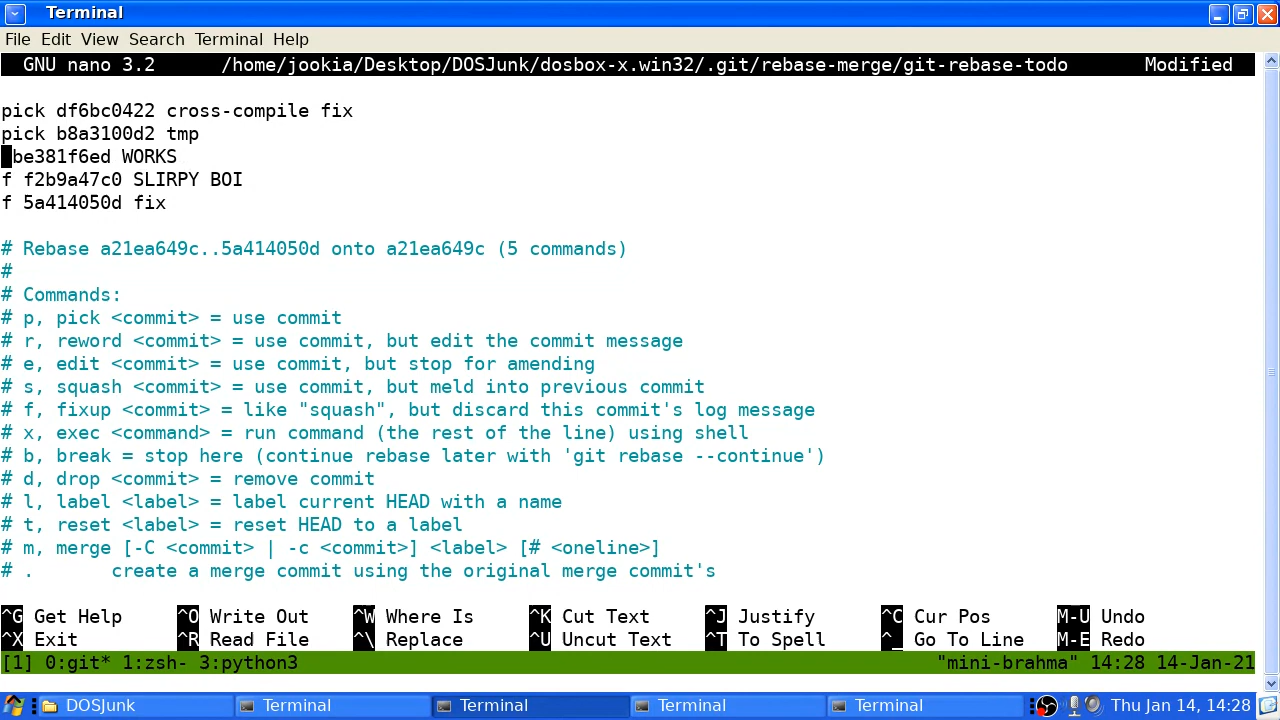 Terminal
File Edit View Search Terminal Help
GNU nano 3.2 /home/jookia/Desktop/DOSJunk/dosbox-x.win32/.git/rebase-merge/git-rebase-todo Modified
pick df6bc0422 cross-compile fix
pick b8a3100d2 tmp
be381f6ed WORKS
f f2b9a47c0 SLIRPY BOI
f 5a414050d fix
# Rebase a21ea649c..5a414050d onto a21ea649c (5 commands)
#
# Commands:
# p, pick <commit> = use commit
# r, reword <commit> = use commit, but edit the commit message
# e, edit <commit> = use commit, but stop for amending
# s, squash <commit> = use commit, but meld into previous commit
# f, fixup <commit> = like "squash", but discard this commit's log message
# x, exec <command> = run command (the rest of the line) using shell
# b, break = stop here (continue rebase later with 'git rebase --continue')
# d, drop <commit> = remove commit
# l, label <label> = label current HEAD with a name
# t, reset <label> = reset HEAD to a label
# m, merge [-C <commit> | -c <commit>] <label> [# <oneline>]
# .       create a merge commit using the original merge commit's
^G Get Help ^O Write Out ^W Where Is ^K Cut Text ^J Justify ^C Cur Pos M-U Undo
^X Exit ^R Read File ^\ Replace ^U Uncut Text ^T To Spell ^_ Go To Line M-E Redo
[1] 0:git* 1:zsh- 3:python3 "mini-brahma" 14:28 14-Jan-21
DOSJunk Terminal Terminal Terminal Terminal Thu Jan 14, 14:28